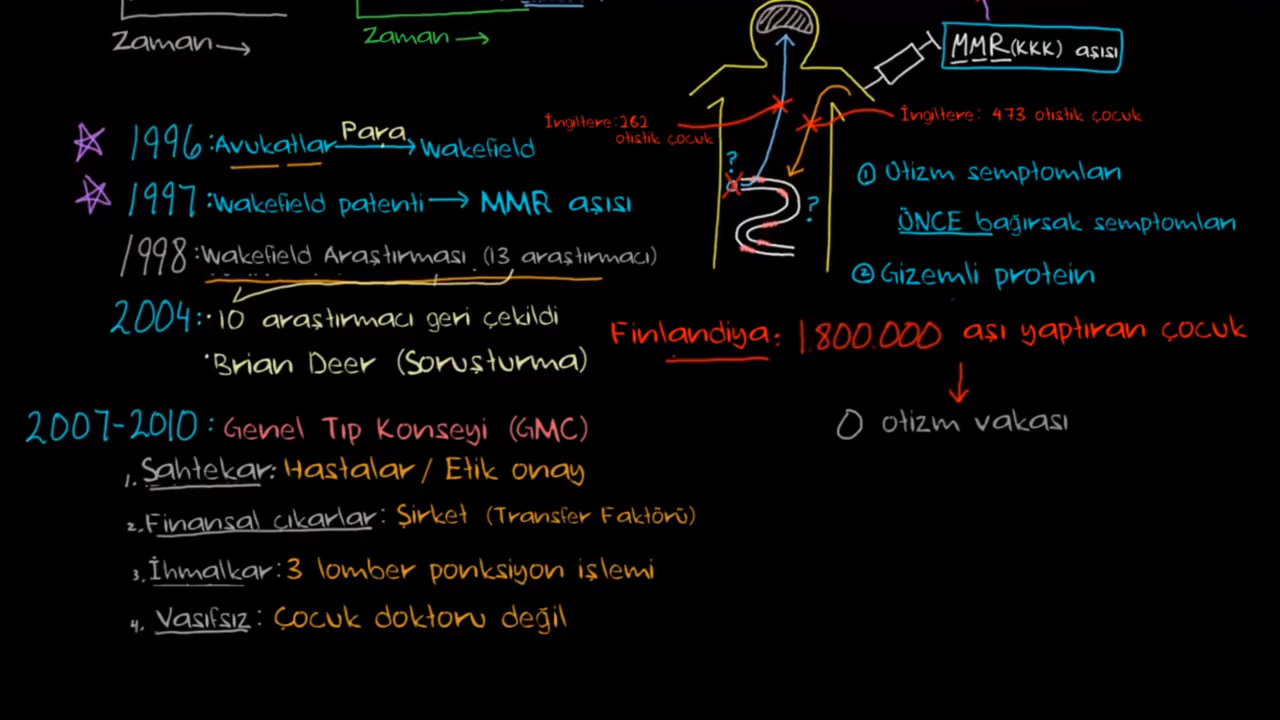 Zaman
Zaman
MMR(KKK) aşısı
İngiltere:262
otistik çocuk
İngiltere: 473 otistik çocuk
?
?
1996:Avukatlar Para Wakefield
1997:Wakefield patenti MMR aşısı
1998:Wakefield Araştırması (13 araştırmacı)
2004:•10 araştırmacı geri çekildi
•Brian Deer (Soruşturma)
① Otizm semptomları
ÖNCE bağırsak semptomları
② Gizemli protein
Finlandiya: 1.800.000 aşı yaptıran çocuk
0 otizm vakası
2007-2010: Genel Tıp Konseyi (GMC)
1. Sahtekar: Hastalar / Etik onay
2. Finansal çıkarlar: Şirket (Transfer Faktörü)
3. İhmalkar: 3 lomber ponksiyon işlemi
4. Vasıfsız: Çocuk doktoru değil